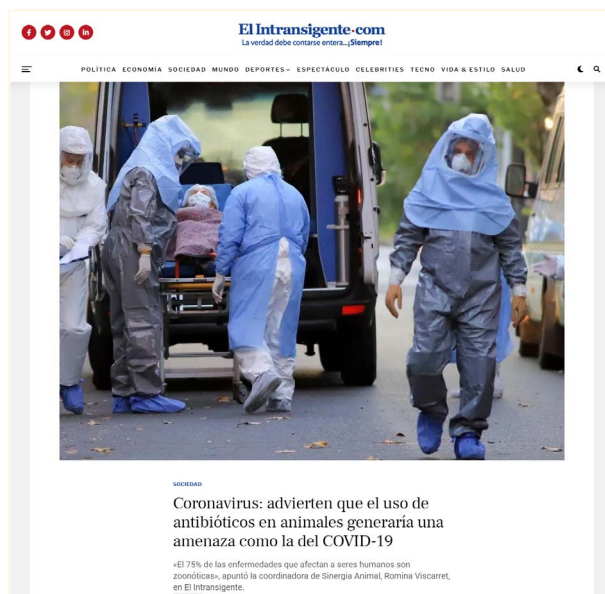 El Intransigente.com
La verdad debe contarse entera...¡Siempre!
POLÍTICA ECONOMÍA SOCIEDAD MUNDO DEPORTES ESPECTÁCULO CELEBRITIES TECNO VIDA & ESTILO SALUD
SOCIEDAD
Coronavirus: advierten que el uso de
antibióticos en animales generaría una
amenaza como la del COVID-19
«El 75% de las enfermedades que afectan a seres humanos son
zoonóticas», apuntó la coordinadora de Sinergia Animal, Romina Viscarret,
en El Intransigente.